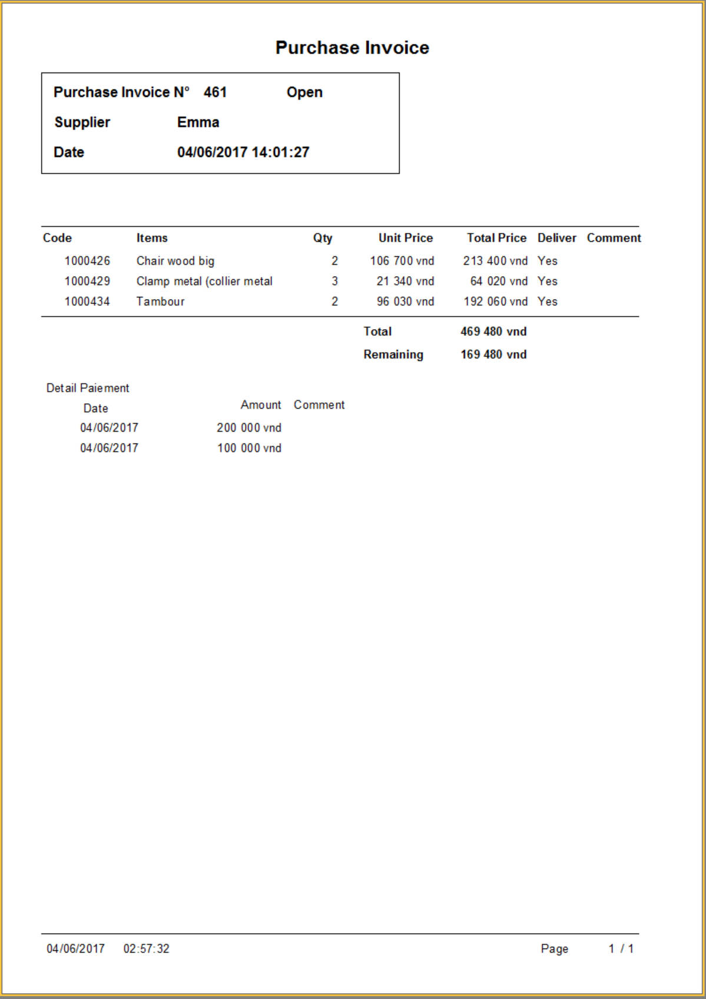 Purchase Invoice
Purchase Invoice N° 461 Open
Supplier Emma
Date 04/06/2017 14:01:27
Code Items Qty Unit Price Total Price Deliver Comment
1000426 Chair wood big 2 106 700 vnd 213 400 vnd Yes
1000429 Clamp metal (collier metal 3 21 340 vnd 64 020 vnd Yes
1000434 Tambour 2 96 030 vnd 192 060 vnd Yes
Total 469 480 vnd
Remaining 169 480 vnd
Detail Paiement
Date Amount Comment
04/06/2017 200 000 vnd
04/06/2017 100 000 vnd
04/06/2017 02:57:32 Page 1 / 1